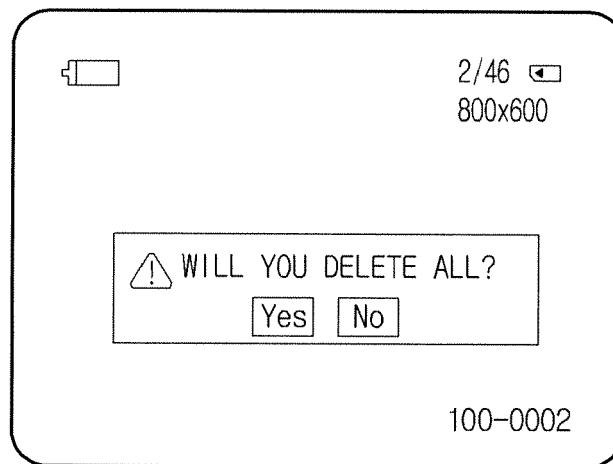 2/46
800x600
WILL YOU DELETE ALL?
Yes No
100-0002